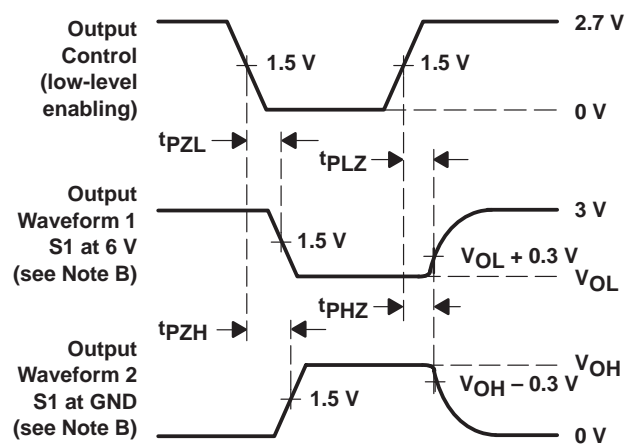 Output
Control
(low-level
enabling)
2.7 V
1.5 V
1.5 V
0 V
tPZL
tPLZ
Output
Waveform 1
S1 at 6 V
(see Note B)
3 V
1.5 V
VOL + 0.3 V
VOL
tPHZ
tPZH
Output
Waveform 2
S1 at GND
(see Note B)
VOH
VOH – 0.3 V
1.5 V
0 V